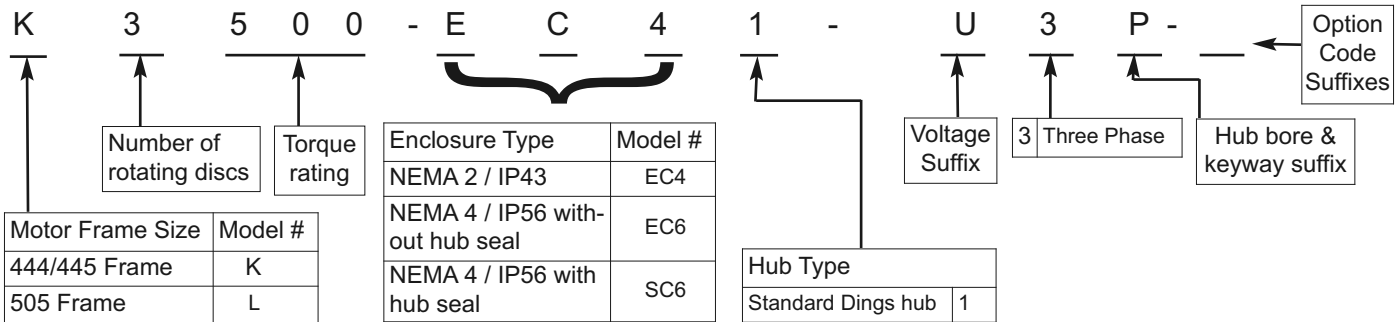 K 3 5 0 0 - E C 4 1 - U 3 P -
Option
Code
Suffixes
Number of
rotating discs
Torque
rating
Enclosure Type Model #
NEMA 2 / IP43 EC4
NEMA 4 / IP56 with-
out hub seal EC6
NEMA 4 / IP56 with
hub seal SC6
Voltage
Suffix
3 Three Phase
Hub bore &
keyway suffix
Motor Frame Size Model #
444/445 Frame K
505 Frame L
Hub Type
Standard Dings hub 1